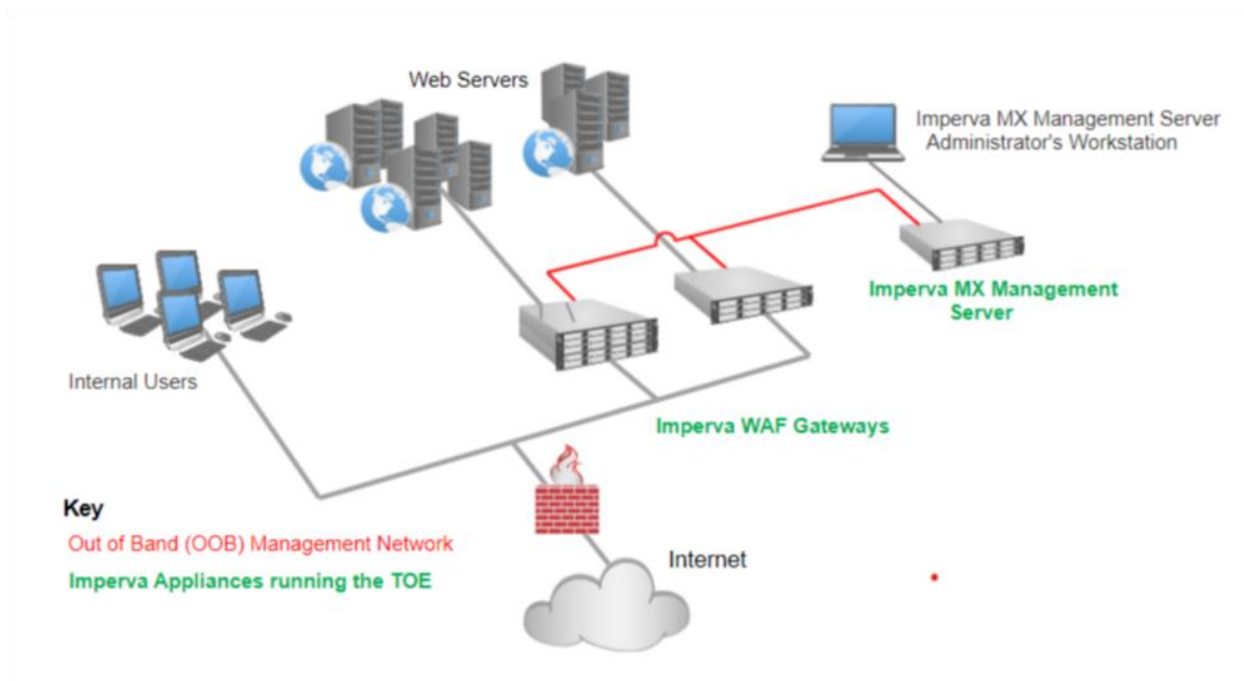 Web Servers
Imperva MX Management Server
Administrator's Workstation
Imperva MX Management
Server
Internal Users
Imperva WAF Gateways
Key
Out of Band (OOB) Management Network
Internet
Imperva Appliances running the TOE